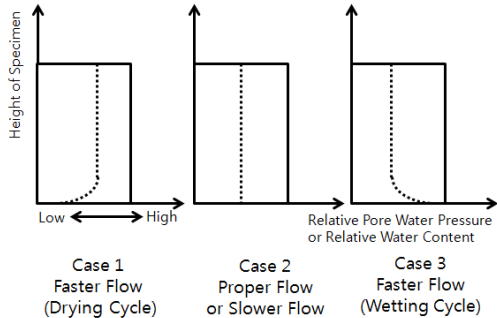 Height of Specimen
Low
High
Relative Pore Water Pressure
or Relative Water Content
Case 1
Faster Flow
(Drying Cycle)
Case 2
Proper Flow
or Slower Flow
Case 3
Faster Flow
(Wetting Cycle)